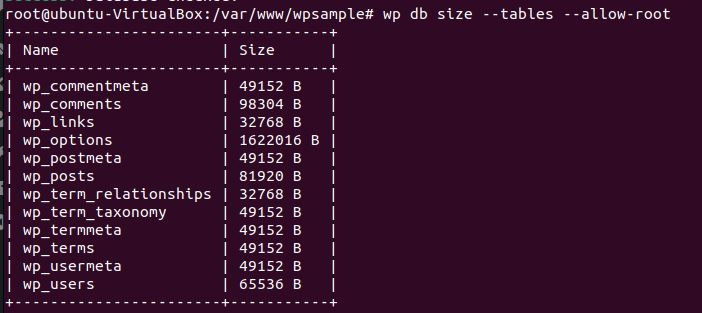 root@ubuntu-VirtualBox:/var/www/wpsample# wp db size --tables --allow-root
+-----------------------+-----------+
| Name                  | Size      |
+-----------------------+-----------+
| wp_commentmeta        | 49152 B   |
| wp_comments           | 98304 B   |
| wp_links              | 32768 B   |
| wp_options            | 1622016 B |
| wp_postmeta           | 49152 B   |
| wp_posts              | 81920 B   |
| wp_term_relationships | 32768 B   |
| wp_term_taxonomy      | 49152 B   |
| wp_termmeta           | 49152 B   |
| wp_terms              | 49152 B   |
| wp_usermeta           | 49152 B   |
| wp_users              | 65536 B   |
+-----------------------+-----------+